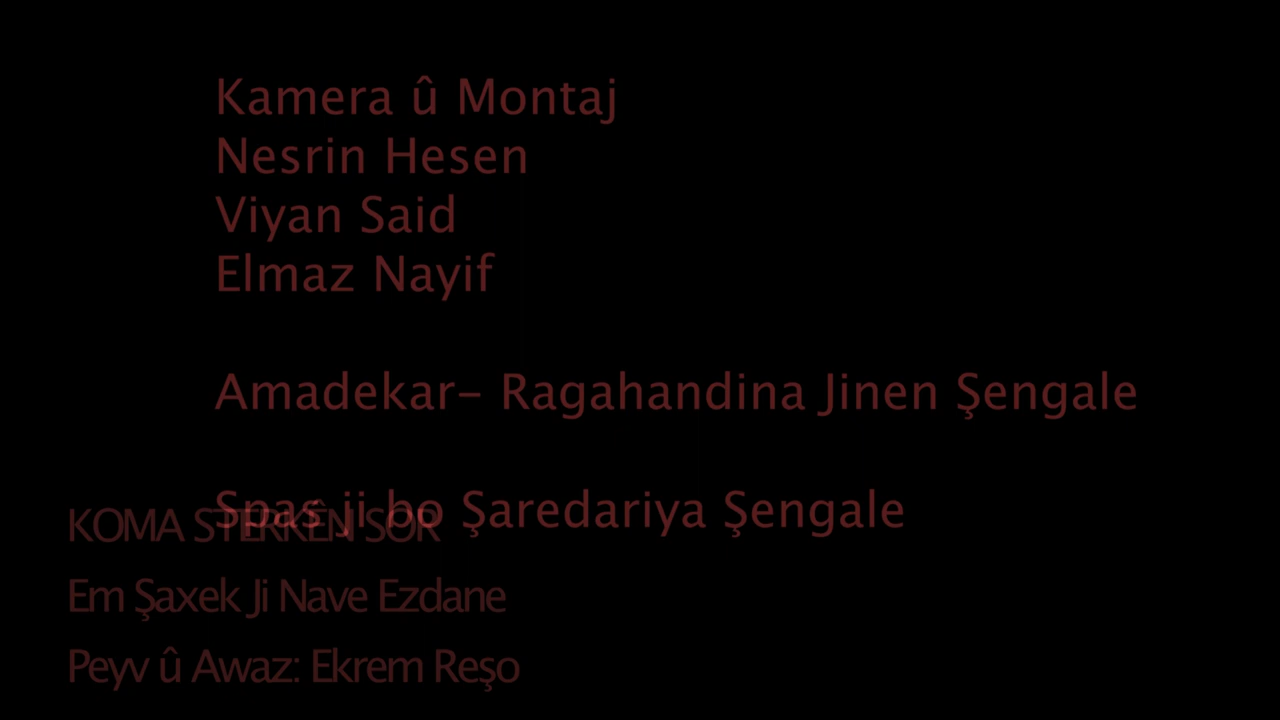 Kamera û Montaj
Nesrin Hesen
Viyan Said
Elmaz Nayif
Amadekar- Ragahandina Jinen Şengale
Spas ji bo Şaredariya Şengale
KOMA STERKÊN SOR
Em Şaxek Ji Nave Ezdane
Peyv û Awaz: Ekrem Reşo